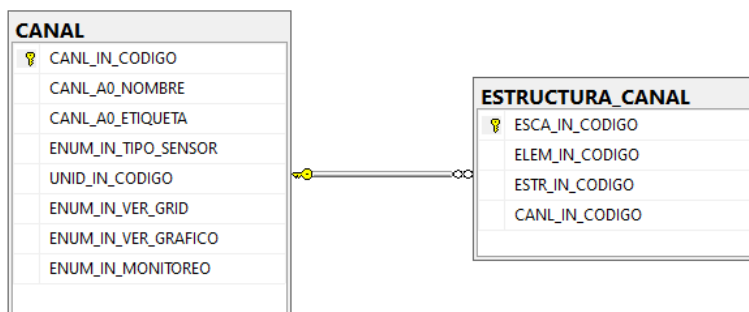 CANAL
CANL_IN_CODIGO
CANL_A0_NOMBRE
CANL_A0_ETIQUETA
ENUM_IN_TIPO_SENSOR
UNID_IN_CODIGO
ENUM_IN_VER_GRID
ENUM_IN_VER_GRAFICO
ENUM_IN_MONITOREO
ESTRUCTURA_CANAL
ESCA_IN_CODIGO
ELEM_IN_CODIGO
ESTR_IN_CODIGO
CANL_IN_CODIGO